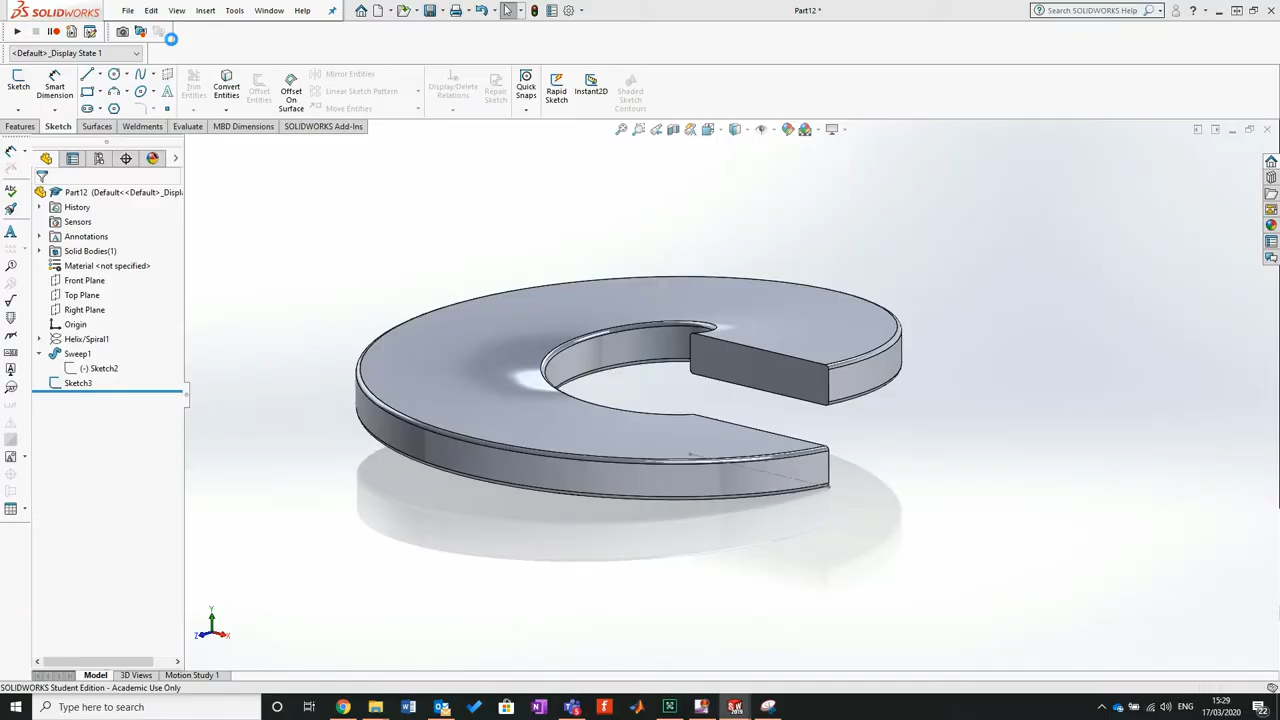 SOLIDWORKS File Edit View Insert Tools Window Help Part12 * Search SOLIDWORKS Help
<Default>_Display State 1
Sketch Smart Dimension Trim Entities Convert Entities Offset Entities Offset On Surface Mirror Entities Linear Sketch Pattern Move Entities Display/Delete Relations Repair Sketch Quick Snaps Rapid Sketch Instant2D Shaded Sketch Contours
Features Sketch Surfaces Weldments Evaluate MBD Dimensions SOLIDWORKS Add-Ins
Part12 (Default<<Default>_Displ
History
Sensors
Annotations
Solid Bodies(1)
Material <not specified>
Front Plane
Top Plane
Right Plane
Origin
Helix/Spiral1
Sweep1
(-) Sketch2
Sketch3
Y
Z X
Model 3D Views Motion Study 1
SOLIDWORKS Student Edition - Academic Use Only
Type here to search ENG 15:29
17/03/2020